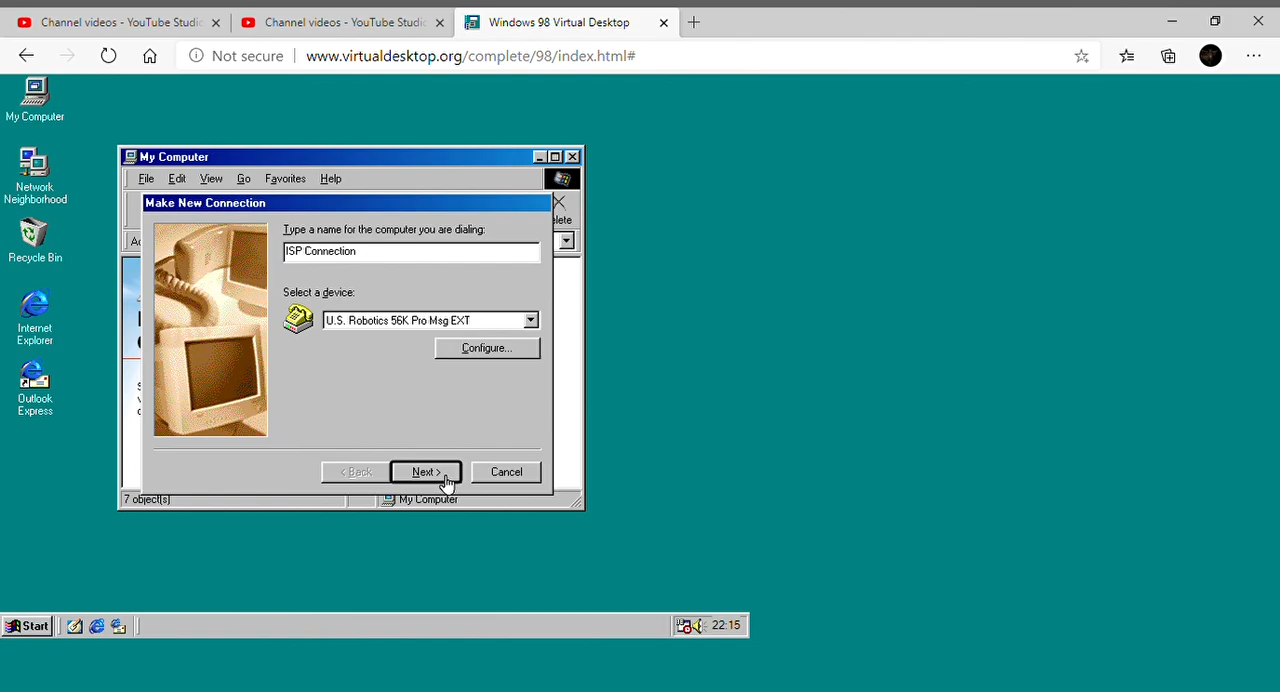 Channel videos - YouTube Studio
Channel videos - YouTube Studio
Windows 98 Virtual Desktop
Not secure
www.virtualdesktop.org/complete/98/index.html#
My Computer
Network
Neighborhood
Recycle Bin
Internet
Explorer
Outlook
Express
My Computer
File Edit View Go Favorites Help
Make New Connection
Type a name for the computer you are dialing:
ISP Connection
Select a device:
U.S. Robotics 56K Pro Msg EXT
Configure...
< Back Next > Cancel
7 object(s) My Computer
Start
22:15